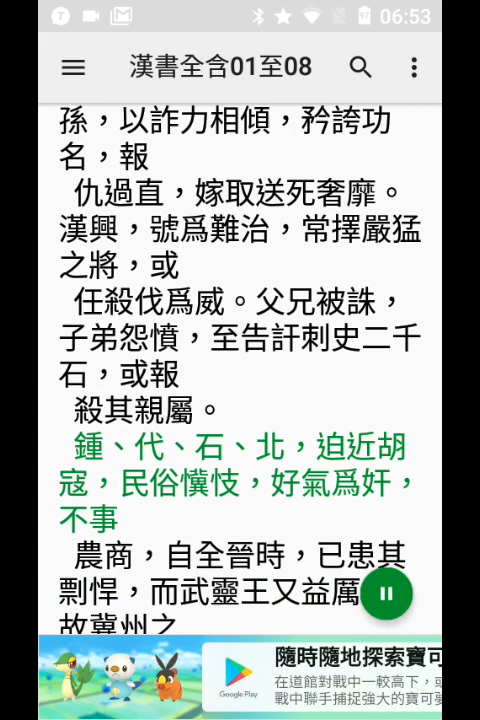 06:53
漢書全含01至08
孫，以詐力相傾，矜誇功
名，報
仇過直，嫁取送死奢靡。
漢興，號爲難治，常擇嚴猛
之將，或
任殺伐爲威。父兄被誅，
子弟怨憤，至告訐刺史二千
石，或報
殺其親屬。
鍾、代、石、北，迫近胡
寇，民俗懻忮，好氣爲奸，
不事
農商，自全晉時，已患其
剽悍，而武靈王又益厲
故冀州之
隨時隨地探索寶可
在道館對戰中一較高下，或
戰中聯手捕捉強大的寶可夢
Google Play